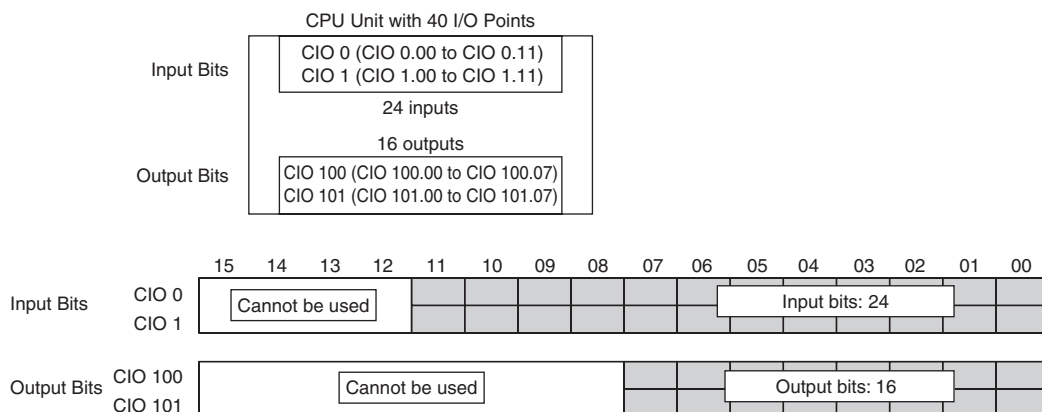 CPU Unit with 40 I/O Points
Input Bits
CIO 0 (CIO 0.00 to CIO 0.11)
CIO 1 (CIO 1.00 to CIO 1.11)
24 inputs
16 outputs
Output Bits
CIO 100 (CIO 100.00 to CIO 100.07)
CIO 101 (CIO 101.00 to CIO 101.07)
15 14 13 12 11 10 09 08 07 06 05 04 03 02 01 00
Input Bits
CIO 0
CIO 1
Cannot be used
Input bits: 24
Output Bits
CIO 100
CIO 101
Cannot be used
Output bits: 16